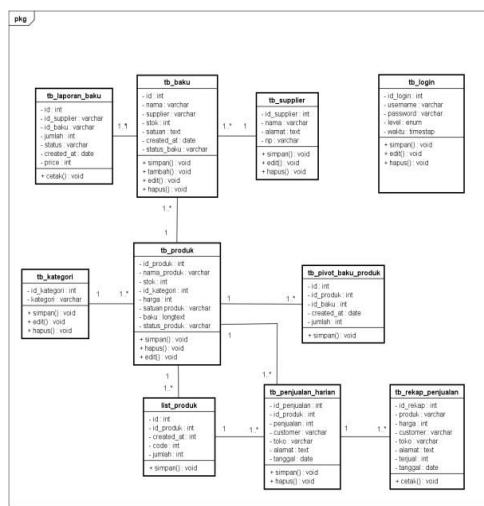 pkg
tb_laporan_baku
- id : int
- id_supplier : varchar
- id_baku : varchar
- jumlah : int
- status : varchar
- created_at : date
- price : int
+ cetak() : void
1..1
tb_baku
- id : int
- nama : varchar
- supplier : varchar
- stok : int
- satuan : text
- created_at : date
- status_baku : varchar
+ simpan() : void
+ tambah() : void
+ edit() : void
+ hapus() : void
1..*
1
tb_supplier
- id_supplier : int
- nama : varchar
- alamat : text
- np : varchar
+ simpan() : void
+ edit() : void
+ hapus() : void
tb_login
- id_login : int
- username : varchar
- password : varchar
- level : enum
- waktu : timestap
+ simpan() : void
+ edit() : void
+ hapus() : void
1..*
1
tb_kategori
- id_kategori : int
- kategori : varchar
+ simpan() : void
+ edit() : void
+ hapus() : void
1
1..*
tb_produk
- id_produk : int
- nama_produk : varchar
- stok : int
- id_kategori : int
- harga : int
- satuan produk : varchar
- baku : longtext
- status_produk : varchar
+ simpan() : void
+ hapus() : void
+ edit() : void
1
1..*
tb_pivot_baku_produk
- id : int
- id_produk : int
- id_baku : int
- created_at : date
- jumlah : int
+ simpan() : void
1
1..*
1
1..*
list_produk
- id : int
- id_produk : int
- created_at : int
- code : int
- jumlah : int
+ simpan() : void
1
1..*
tb_penjualan_harian
- id_penjualan : int
- id_produk : int
- penjualan : int
- customer : varchar
- toko : varchar
- alamat : text
- tanggal : date
+ simpan() : void
+ hapus() : void
1
1..*
tb_rekap_penjualan
- id_rekap : int
- produk : varchar
- harga : int
- customer : varchar
- toko : varchar
- alamat : text
- terjual : int
- tanggal : date
+ cetak() : void